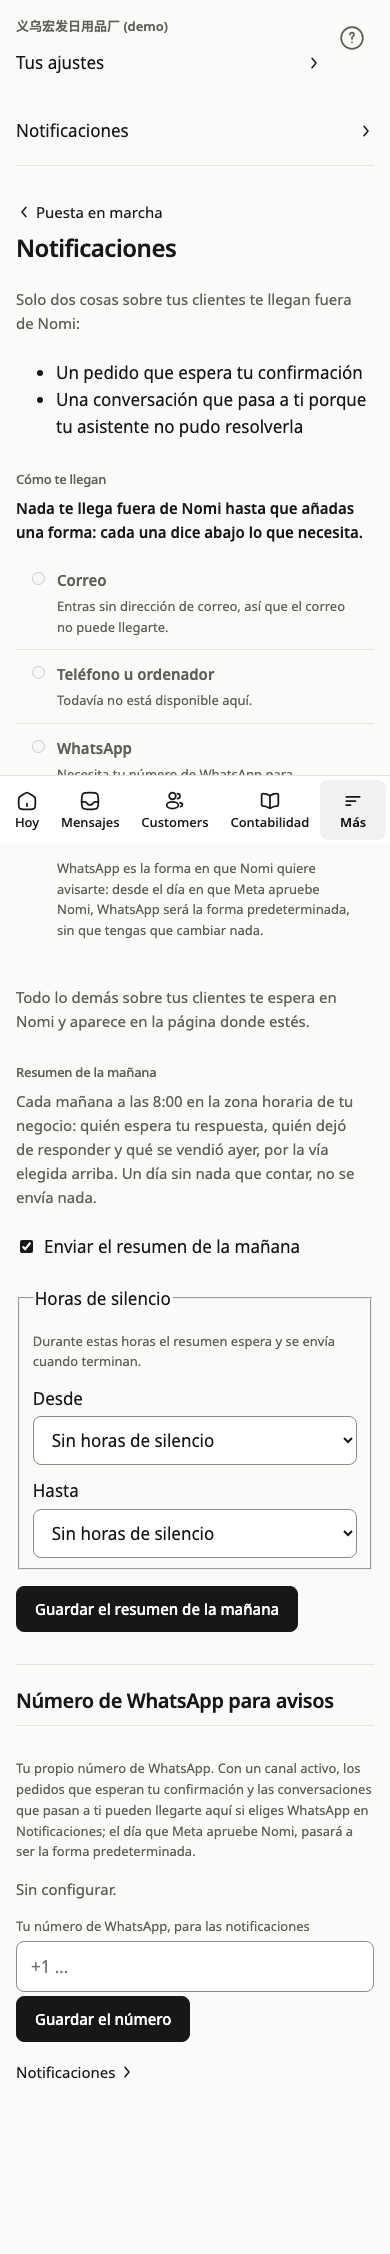 义乌宏发日用品厂 (demo)
Tus ajustes
Notificaciones
Puesta en marcha
Notificaciones
Solo dos cosas sobre tus clientes te llegan fuera
de Nomi:
Un pedido que espera tu confirmación
Una conversación que pasa a ti porque
tu asistente no pudo resolverla
Cómo te llegan
Nada te llega fuera de Nomi hasta que añadas
una forma: cada una dice abajo lo que necesita.
Correo
Entras sin dirección de correo, así que el correo
no puede llegarte.
Teléfono u ordenador
Todavía no está disponible aquí.
WhatsApp
Necesita tu número de WhatsApp para
Hoy
Mensajes
Customers
Contabilidad
Más
WhatsApp es la forma en que Nomi quiere
avisarte: desde el día en que Meta apruebe
Nomi, WhatsApp será la forma predeterminada,
sin que tengas que cambiar nada.
Todo lo demás sobre tus clientes te espera en
Nomi y aparece en la página donde estés.
Resumen de la mañana
Cada mañana a las 8:00 en la zona horaria de tu
negocio: quién espera tu respuesta, quién dejó
de responder y qué se vendió ayer, por la vía
elegida arriba. Un día sin nada que contar, no se
envía nada.
Enviar el resumen de la mañana
Horas de silencio
Durante estas horas el resumen espera y se envía
cuando terminan.
Desde
Sin horas de silencio
Hasta
Sin horas de silencio
Guardar el resumen de la mañana
Número de WhatsApp para avisos
Tu propio número de WhatsApp. Con un canal activo, los
pedidos que esperan tu confirmación y las conversaciones
que pasan a ti pueden llegarte aquí si eliges WhatsApp en
Notificaciones; el día que Meta apruebe Nomi, pasará a
ser la forma predeterminada.
Sin configurar.
Tu número de WhatsApp, para las notificaciones
+1 …
Guardar el número
Notificaciones